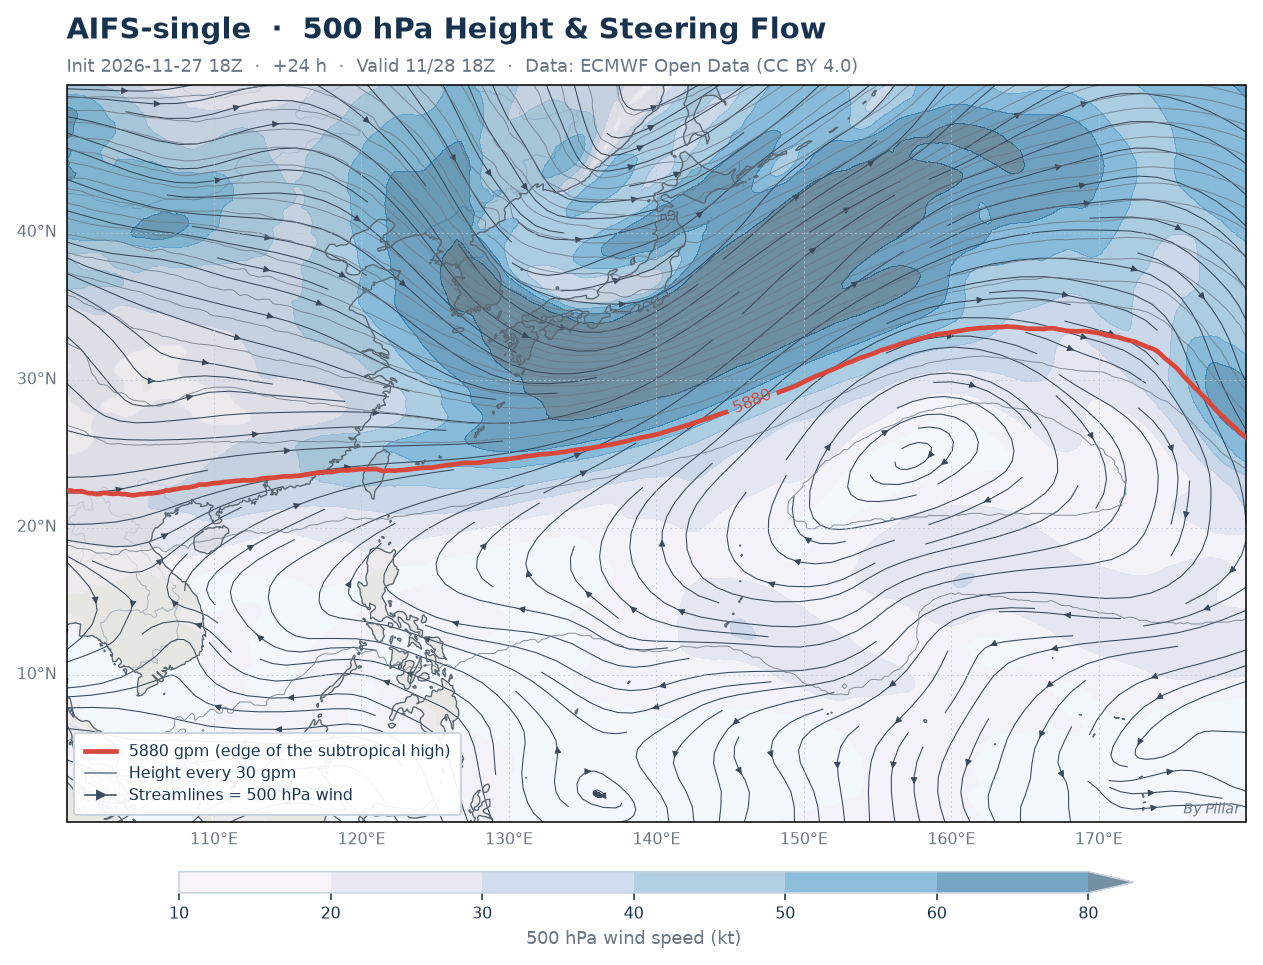 AIFS-single · 500 hPa Height & Steering Flow
Init 2026-11-27 18Z · +24 h · Valid 11/28 18Z · Data: ECMWF Open Data (CC BY 4.0)
40°N
30°N
20°N
10°N
5880
5880 gpm (edge of the subtropical high)
Height every 30 gpm
Streamlines = 500 hPa wind
By Pillar
110°E 120°E 130°E 140°E 150°E 160°E 170°E
10 20 30 40 50 60 80
500 hPa wind speed (kt)